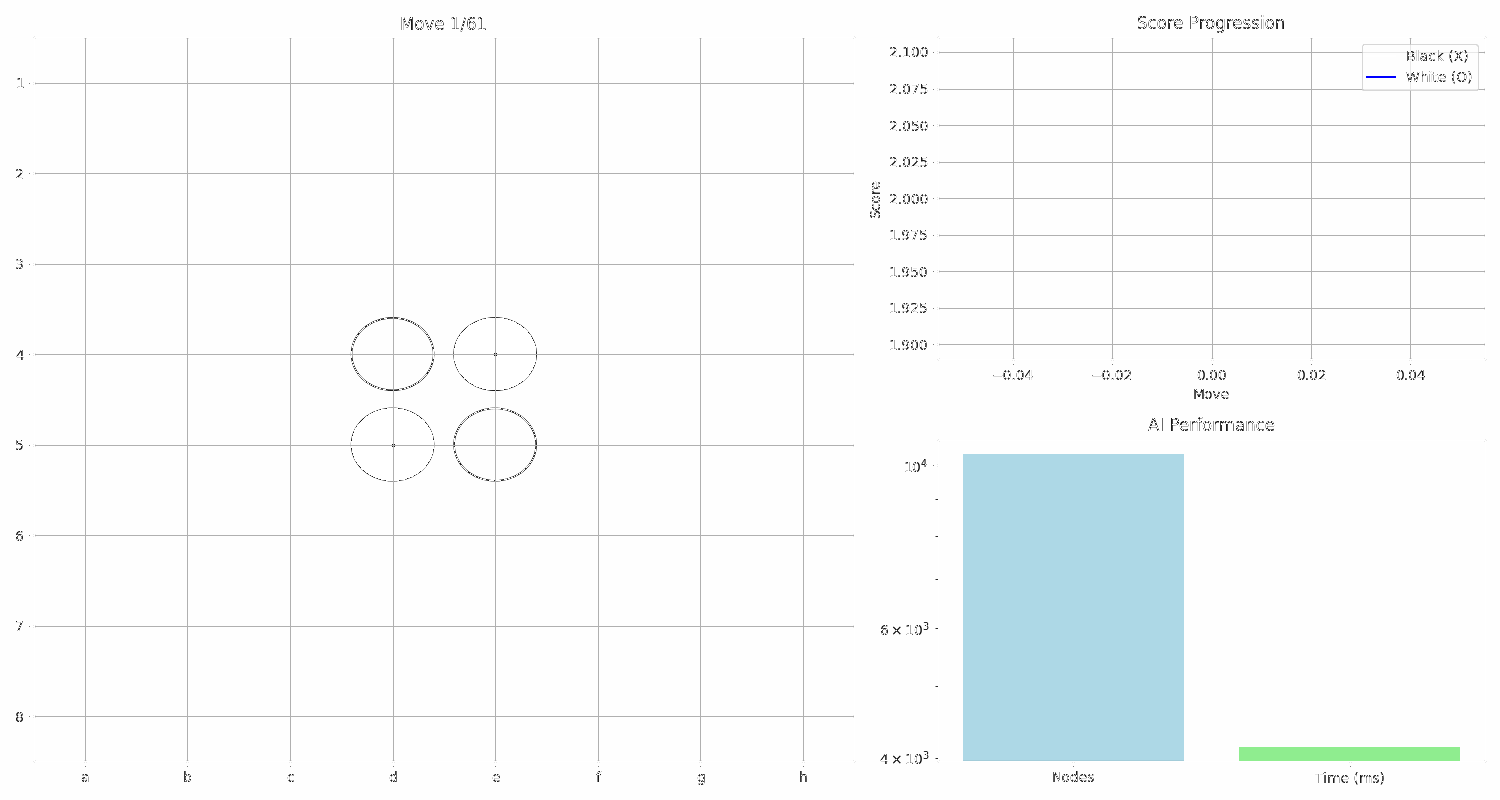 Move 1/61
1
2
3
4
5
6
7
8
a b c d e f g h
Score Progression
Black (X)
White (O)
Score
2.100
2.075
2.050
2.025
2.000
1.975
1.950
1.925
1.900
−0.04 −0.02 0.00 0.02 0.04
Move
AI Performance
10⁴
6 × 10³
4 × 10³
Nodes Time (ms)